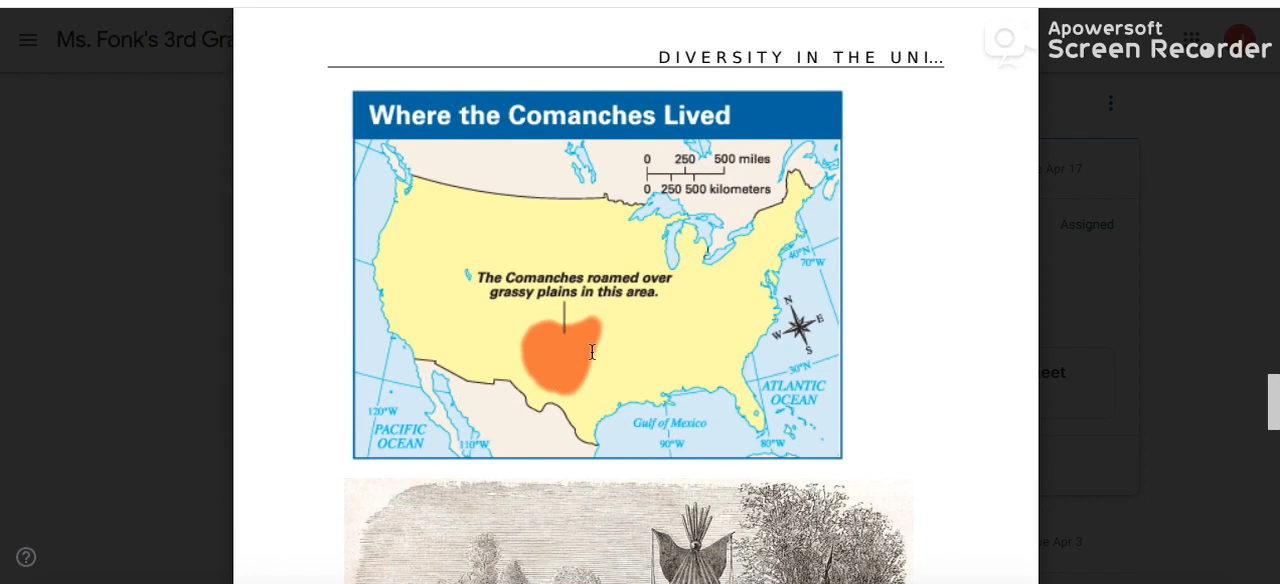 Ms. Fonk's 3rd Gra
Apowersoft
Screen Recorder
DIVERSITY IN THE UNI...
Where the Comanches Lived
0 250 500 miles
0 250 500 kilometers
e Apr 17
Assigned
40°N
70°W
The Comanches roamed over
grassy plains in this area.
N
E
W
S
30°N
eet
ATLANTIC
OCEAN
120°W
PACIFIC
OCEAN
Gulf of Mexico
110°W
90°W
80°W
e Apr 3